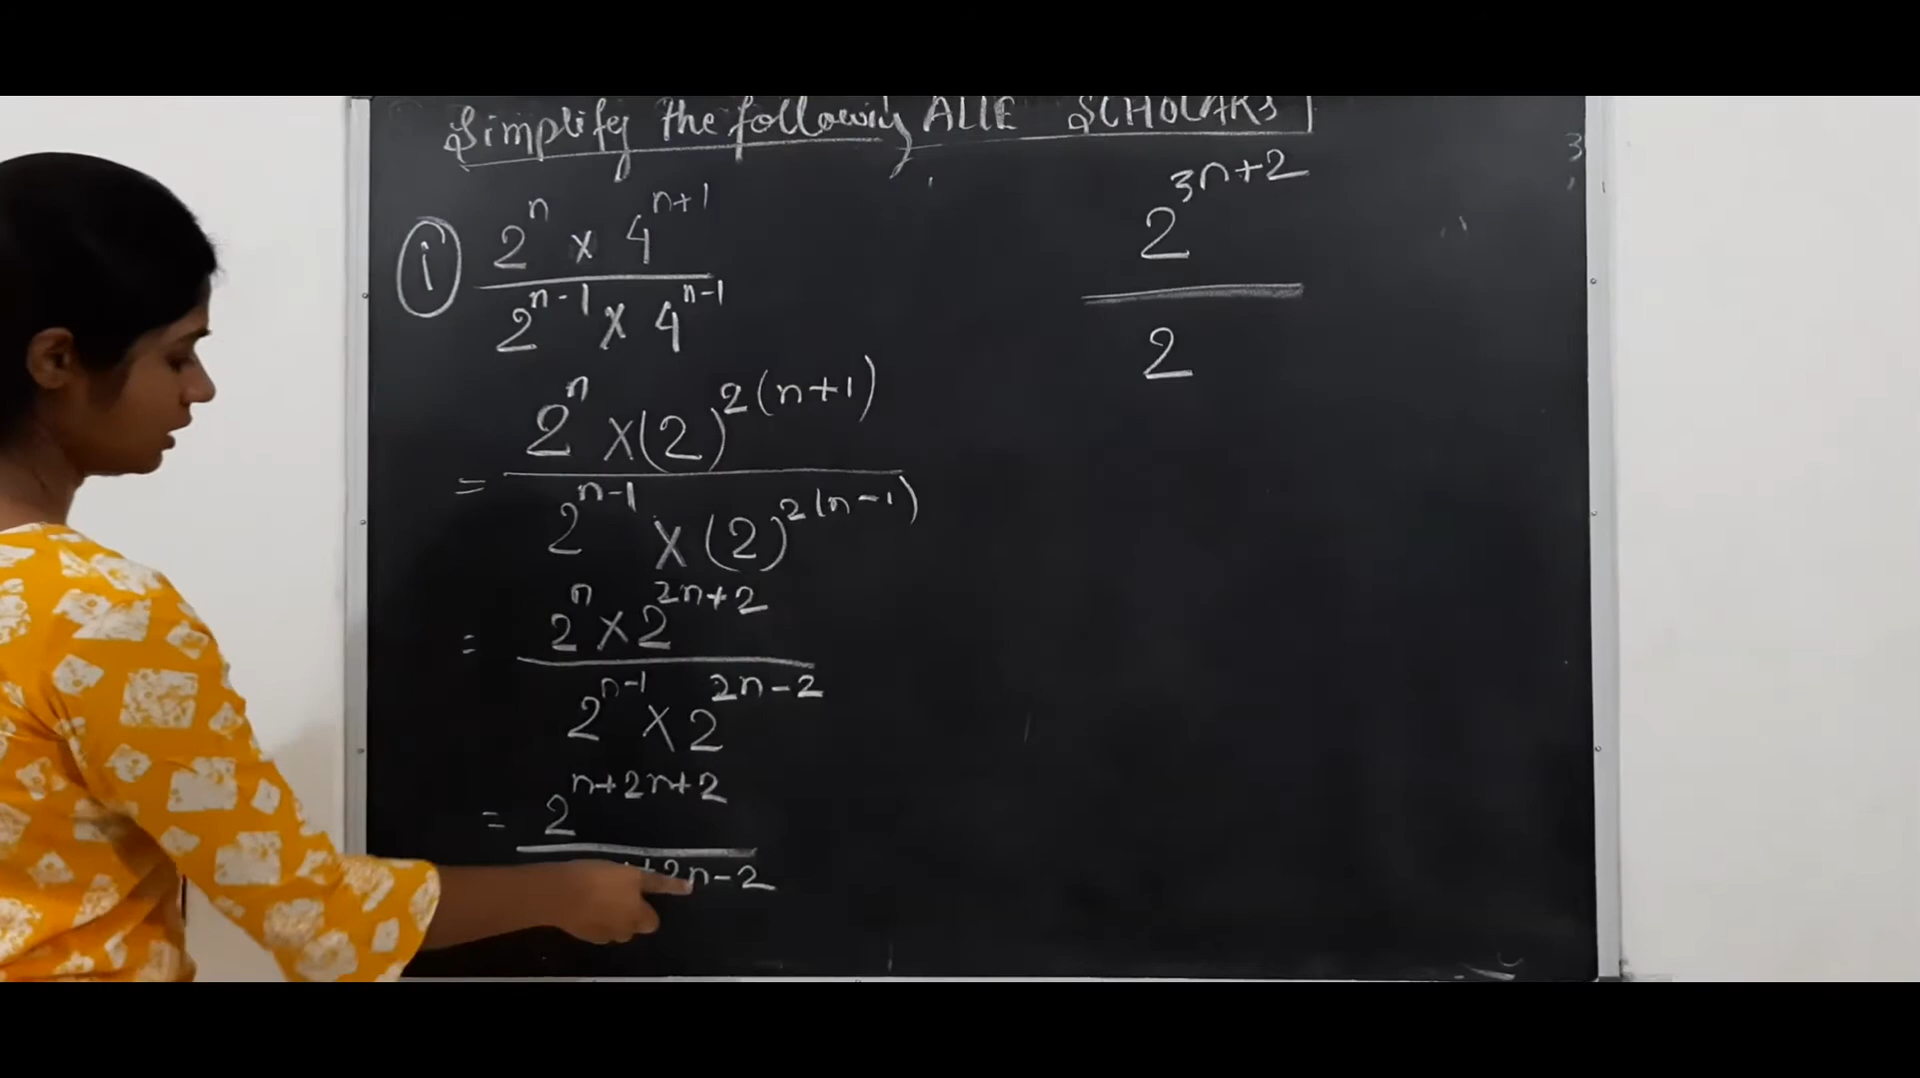 Simplify the following ALLE SCHOLARS
(i) 2^n × 4^(n+1)
2^(n-1) × 4^(n-1)
= 2^n × (2)^2(n+1)
2^(n-1) × (2)^2(n-1)
= 2^n × 2^(2n+2)
2^(n-1) × 2^(2n-2)
= 2^(n+2n+2)
+2n-2
2^(3n+2)
2
3